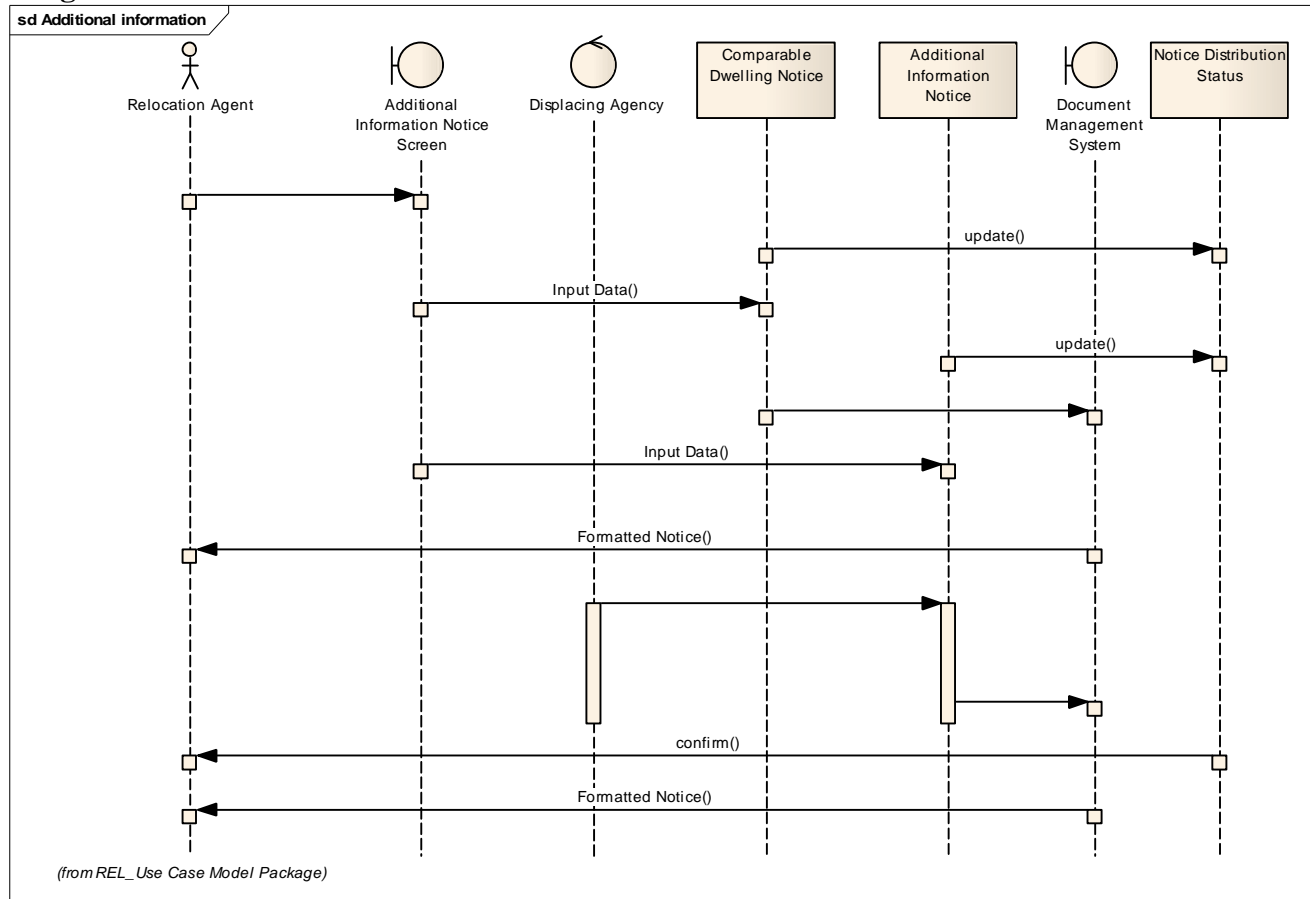 sd Additional information
Relocation Agent
Additional
Information Notice
Screen
Displacing Agency
Comparable
Dwelling Notice
Additional
Information
Notice
Document
Management
System
Notice Distribution
Status
update()
Input Data()
update()
Input Data()
Formatted Notice()
confirm()
Formatted Notice()
(from REL_Use Case Model Package)